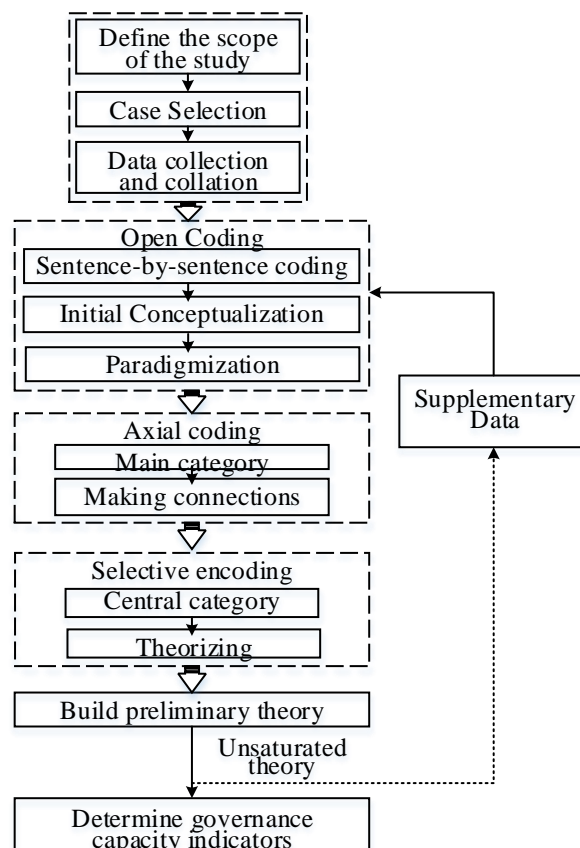 Define the scope
of the study
Case Selection
Data collection
and collation
Open Coding
Sentence-by-sentence coding
Initial Conceptualization
Paradigmization
Supplementary
Data
Axial coding
Main category
Making connections
Selective encoding
Central category
Theorizing
Build preliminary theory
Unsaturated
theory
Determine governance
capacity indicators